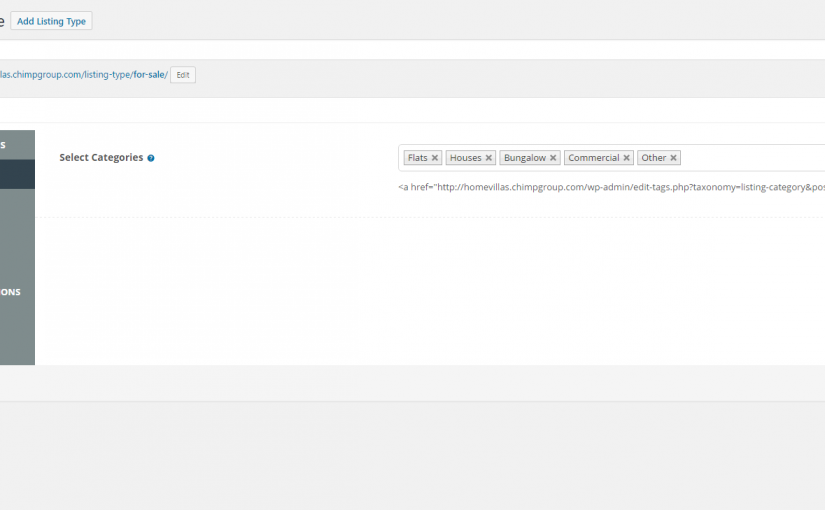 e Add Listing Type
las.chimpgroup.com/listing-type/for-sale/ Edit
S
Select Categories ?
Flats × Houses × Bungalow × Commercial × Other ×
<a href="http://homevillas.chimpgroup.com/wp-admin/edit-tags.php?taxonomy=listing-category&pos
IONS